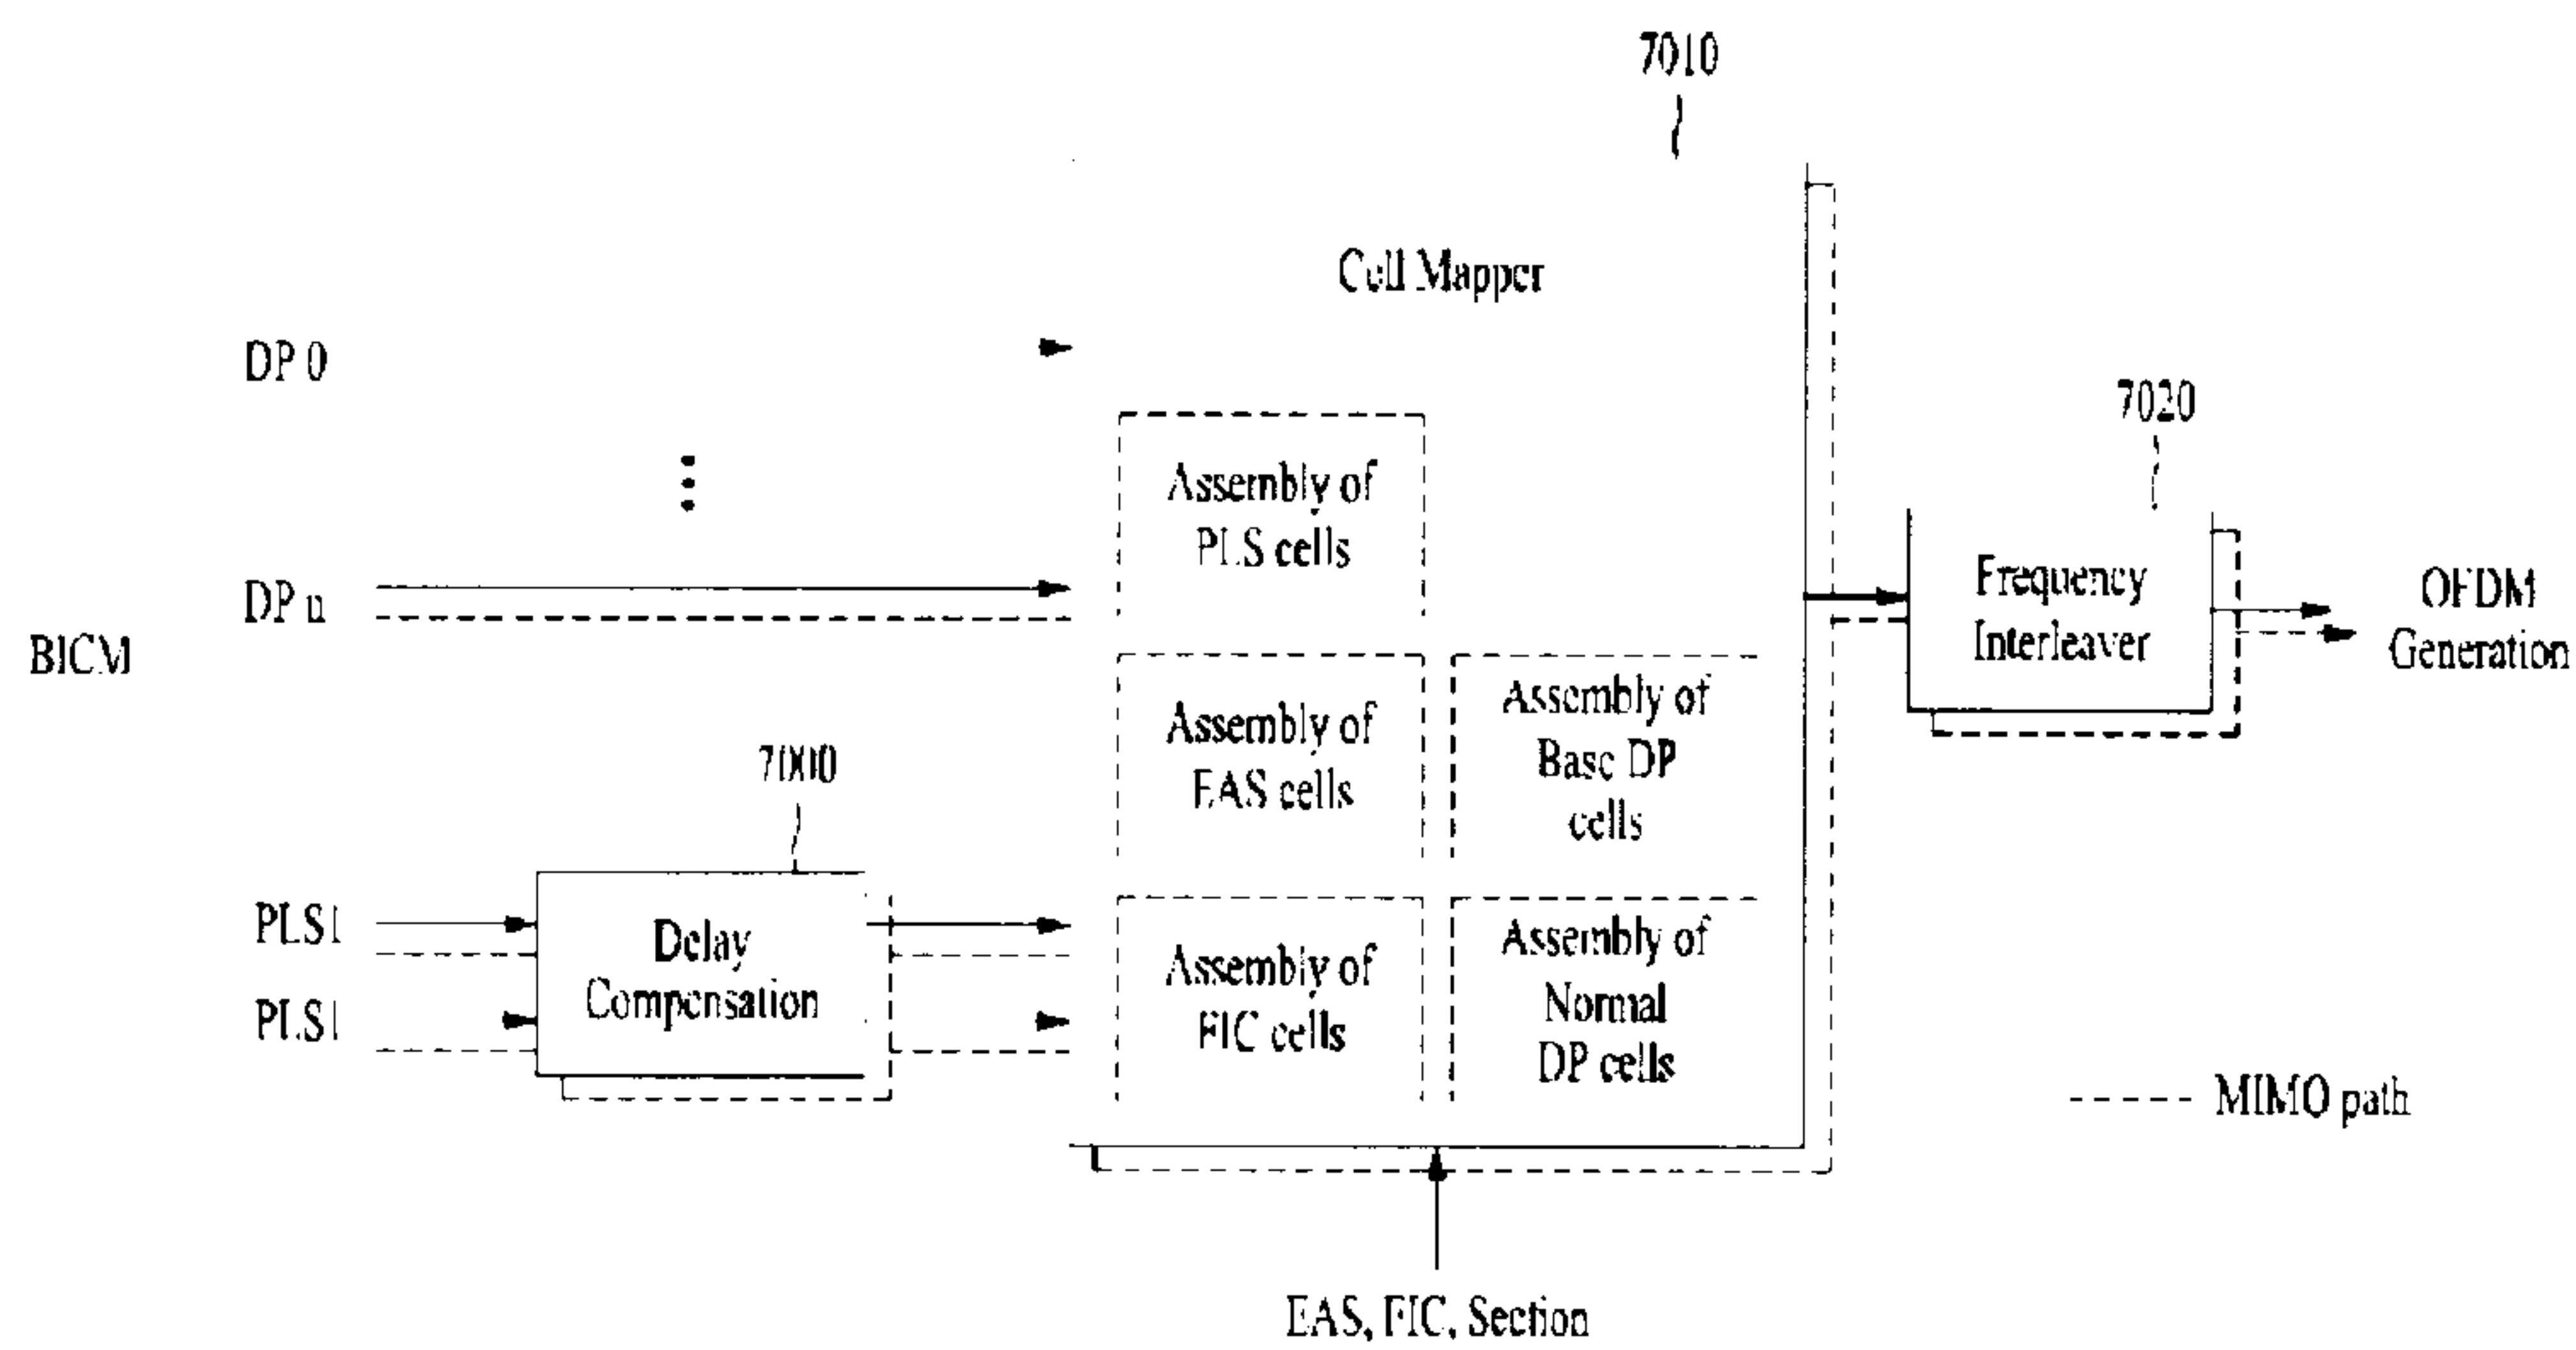 7010
Cell Mapper
DP 0
7020
Assembly of
PLS cells
DP n
Frequency
Interleaver
OFDM
Generation
BICM
Assembly of
EAS cells
Assembly of
Base DP
cells
7000
PLS1
Delay
Compensation
PLS1
Assembly of
FIC cells
Assembly of
Normal
DP cells
MIMO path
EAS, FIC, Section